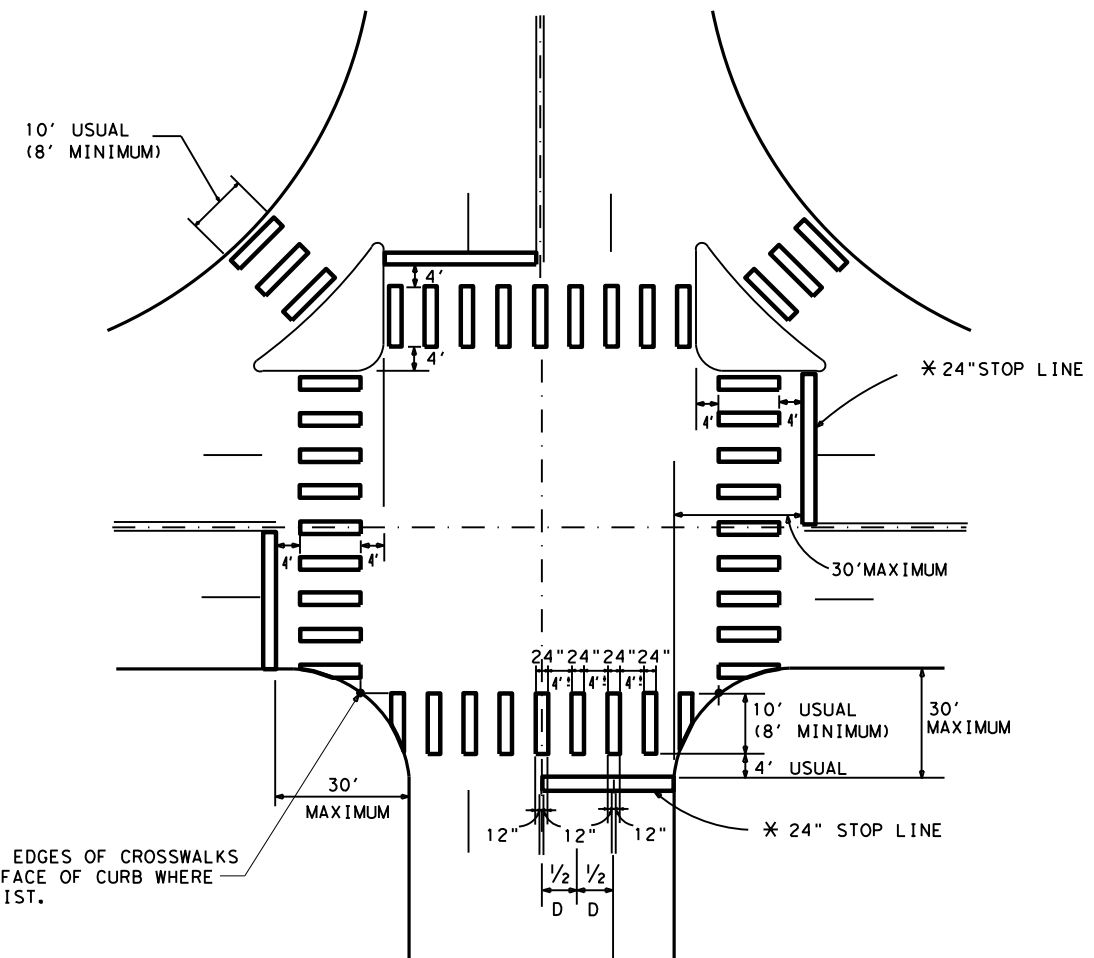 10' USUAL
(8' MINIMUM)
4'
4'
* 24"STOP LINE
4'
4'
4'
4'
30'MAXIMUM
24" 24" 24" 24"
4' 4' 4'
10' USUAL
(8' MINIMUM)
30'
MAXIMUM
4' USUAL
30'
MAXIMUM
12" 12" 12"
* 24" STOP LINE
EDGES OF CROSSWALKS
FACE OF CURB WHERE
IST.
1/2 1/2
D D